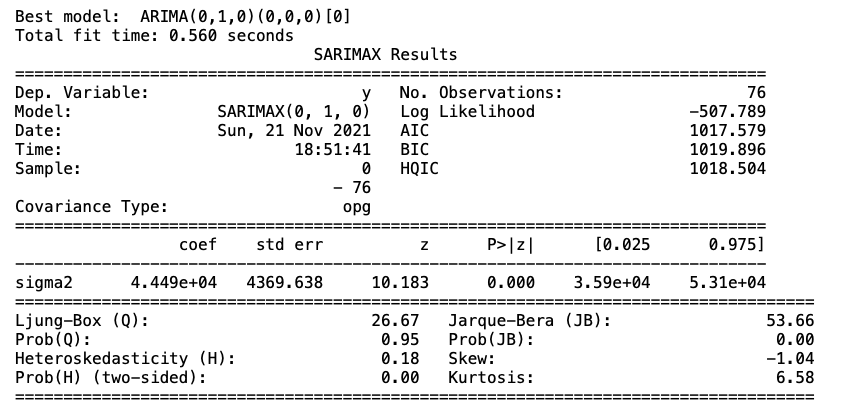 Best model:  ARIMA(0,1,0)(0,0,0)[0]
Total fit time: 0.560 seconds
                               SARIMAX Results
==============================================================================
Dep. Variable:                      y   No. Observations:                   76
Model:               SARIMAX(0, 1, 0)   Log Likelihood                -507.789
Date:                Sun, 21 Nov 2021   AIC                           1017.579
Time:                        18:51:41   BIC                           1019.896
Sample:                             0   HQIC                          1018.504
                                 - 76
Covariance Type:                  opg
==============================================================================
                 coef    std err          z      P>|z|      [0.025      0.975]
------------------------------------------------------------------------------
sigma2      4.449e+04   4369.638     10.183      0.000    3.59e+04    5.31e+04
===================================================================================
Ljung-Box (Q):                       26.67   Jarque-Bera (JB):                53.66
Prob(Q):                              0.95   Prob(JB):                         0.00
Heteroskedasticity (H):               0.18   Skew:                            -1.04
Prob(H) (two-sided):                  0.00   Kurtosis:                         6.58
===================================================================================